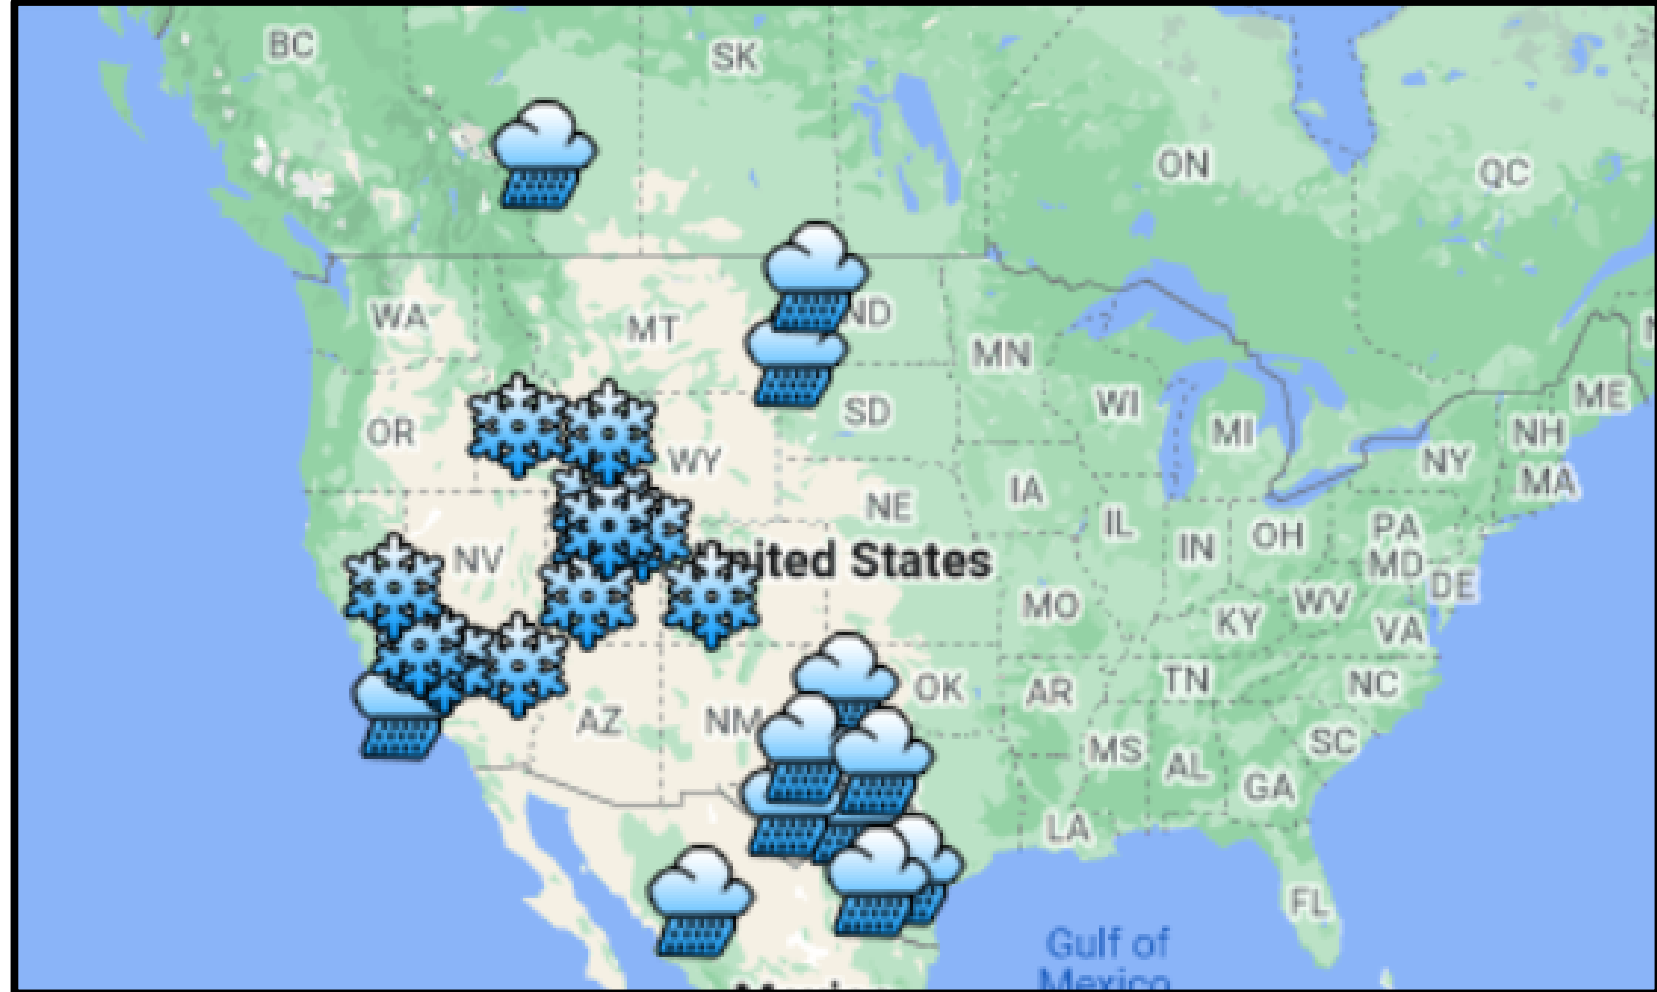 BC
SK
ON
QC
WA
MT
ND
MN
OR
SD
WI
MI
ME
NH
WY
NY
MA
IA
NE
IL
PA
IN
OH
NV
United States
MD
DE
MO
WV
KY
VA
OK
AR
TN
NC
AZ
NM
MS
AL
SC
GA
LA
FL
Gulf of
Mexico